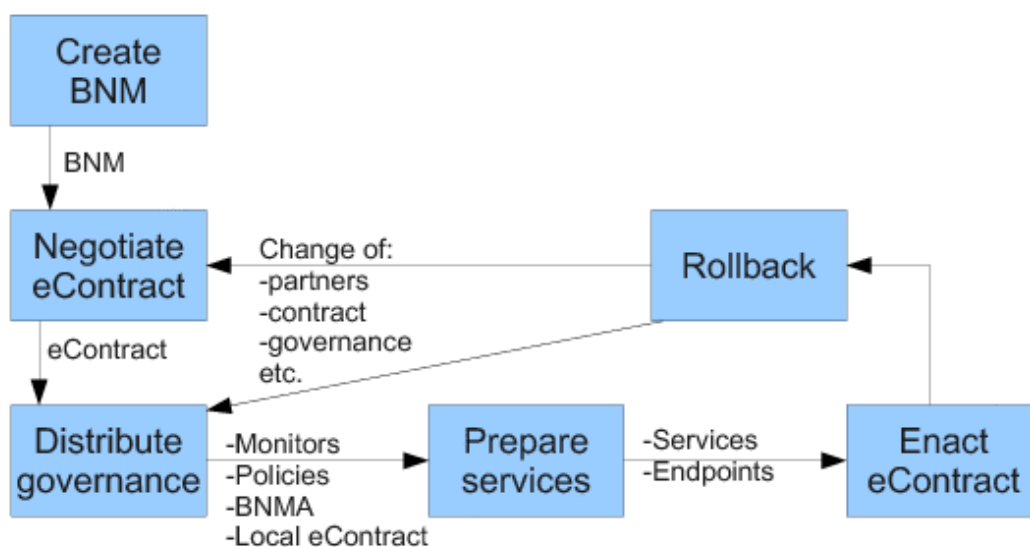 Create
BNM
BNM
Negotiate
eContract
Change of:
-partners
-contract
-governance
etc.
Rollback
eContract
Distribute
governance
-Monitors
-Policies
-BNMA
-Local eContract
Prepare
services
-Services
-Endpoints
Enact
eContract